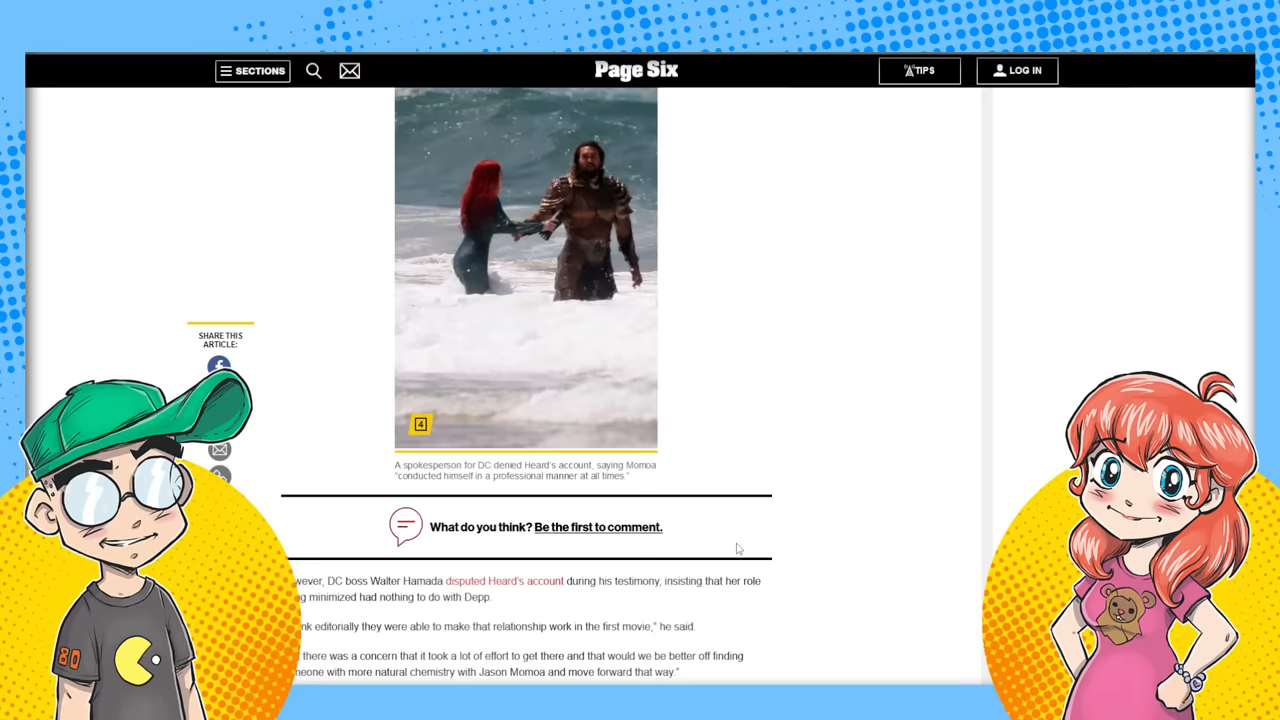 SECTIONS
Page Six
TIPS
LOG IN
SHARE THIS
ARTICLE:
4
A spokesperson for DC denied Heard's account, saying Momoa
"conducted himself in a professional manner at all times."
What do you think? Be the first to comment.
wever, DC boss Walter Hamada disputed Heard's account during his testimony, insisting that her role
g minimized had nothing to do with Depp.
nk editorially they were able to make that relationship work in the first movie," he said.
there was a concern that it took a lot of effort to get there and that would we be better off finding
meone with more natural chemistry with Jason Momoa and move forward that way."
80